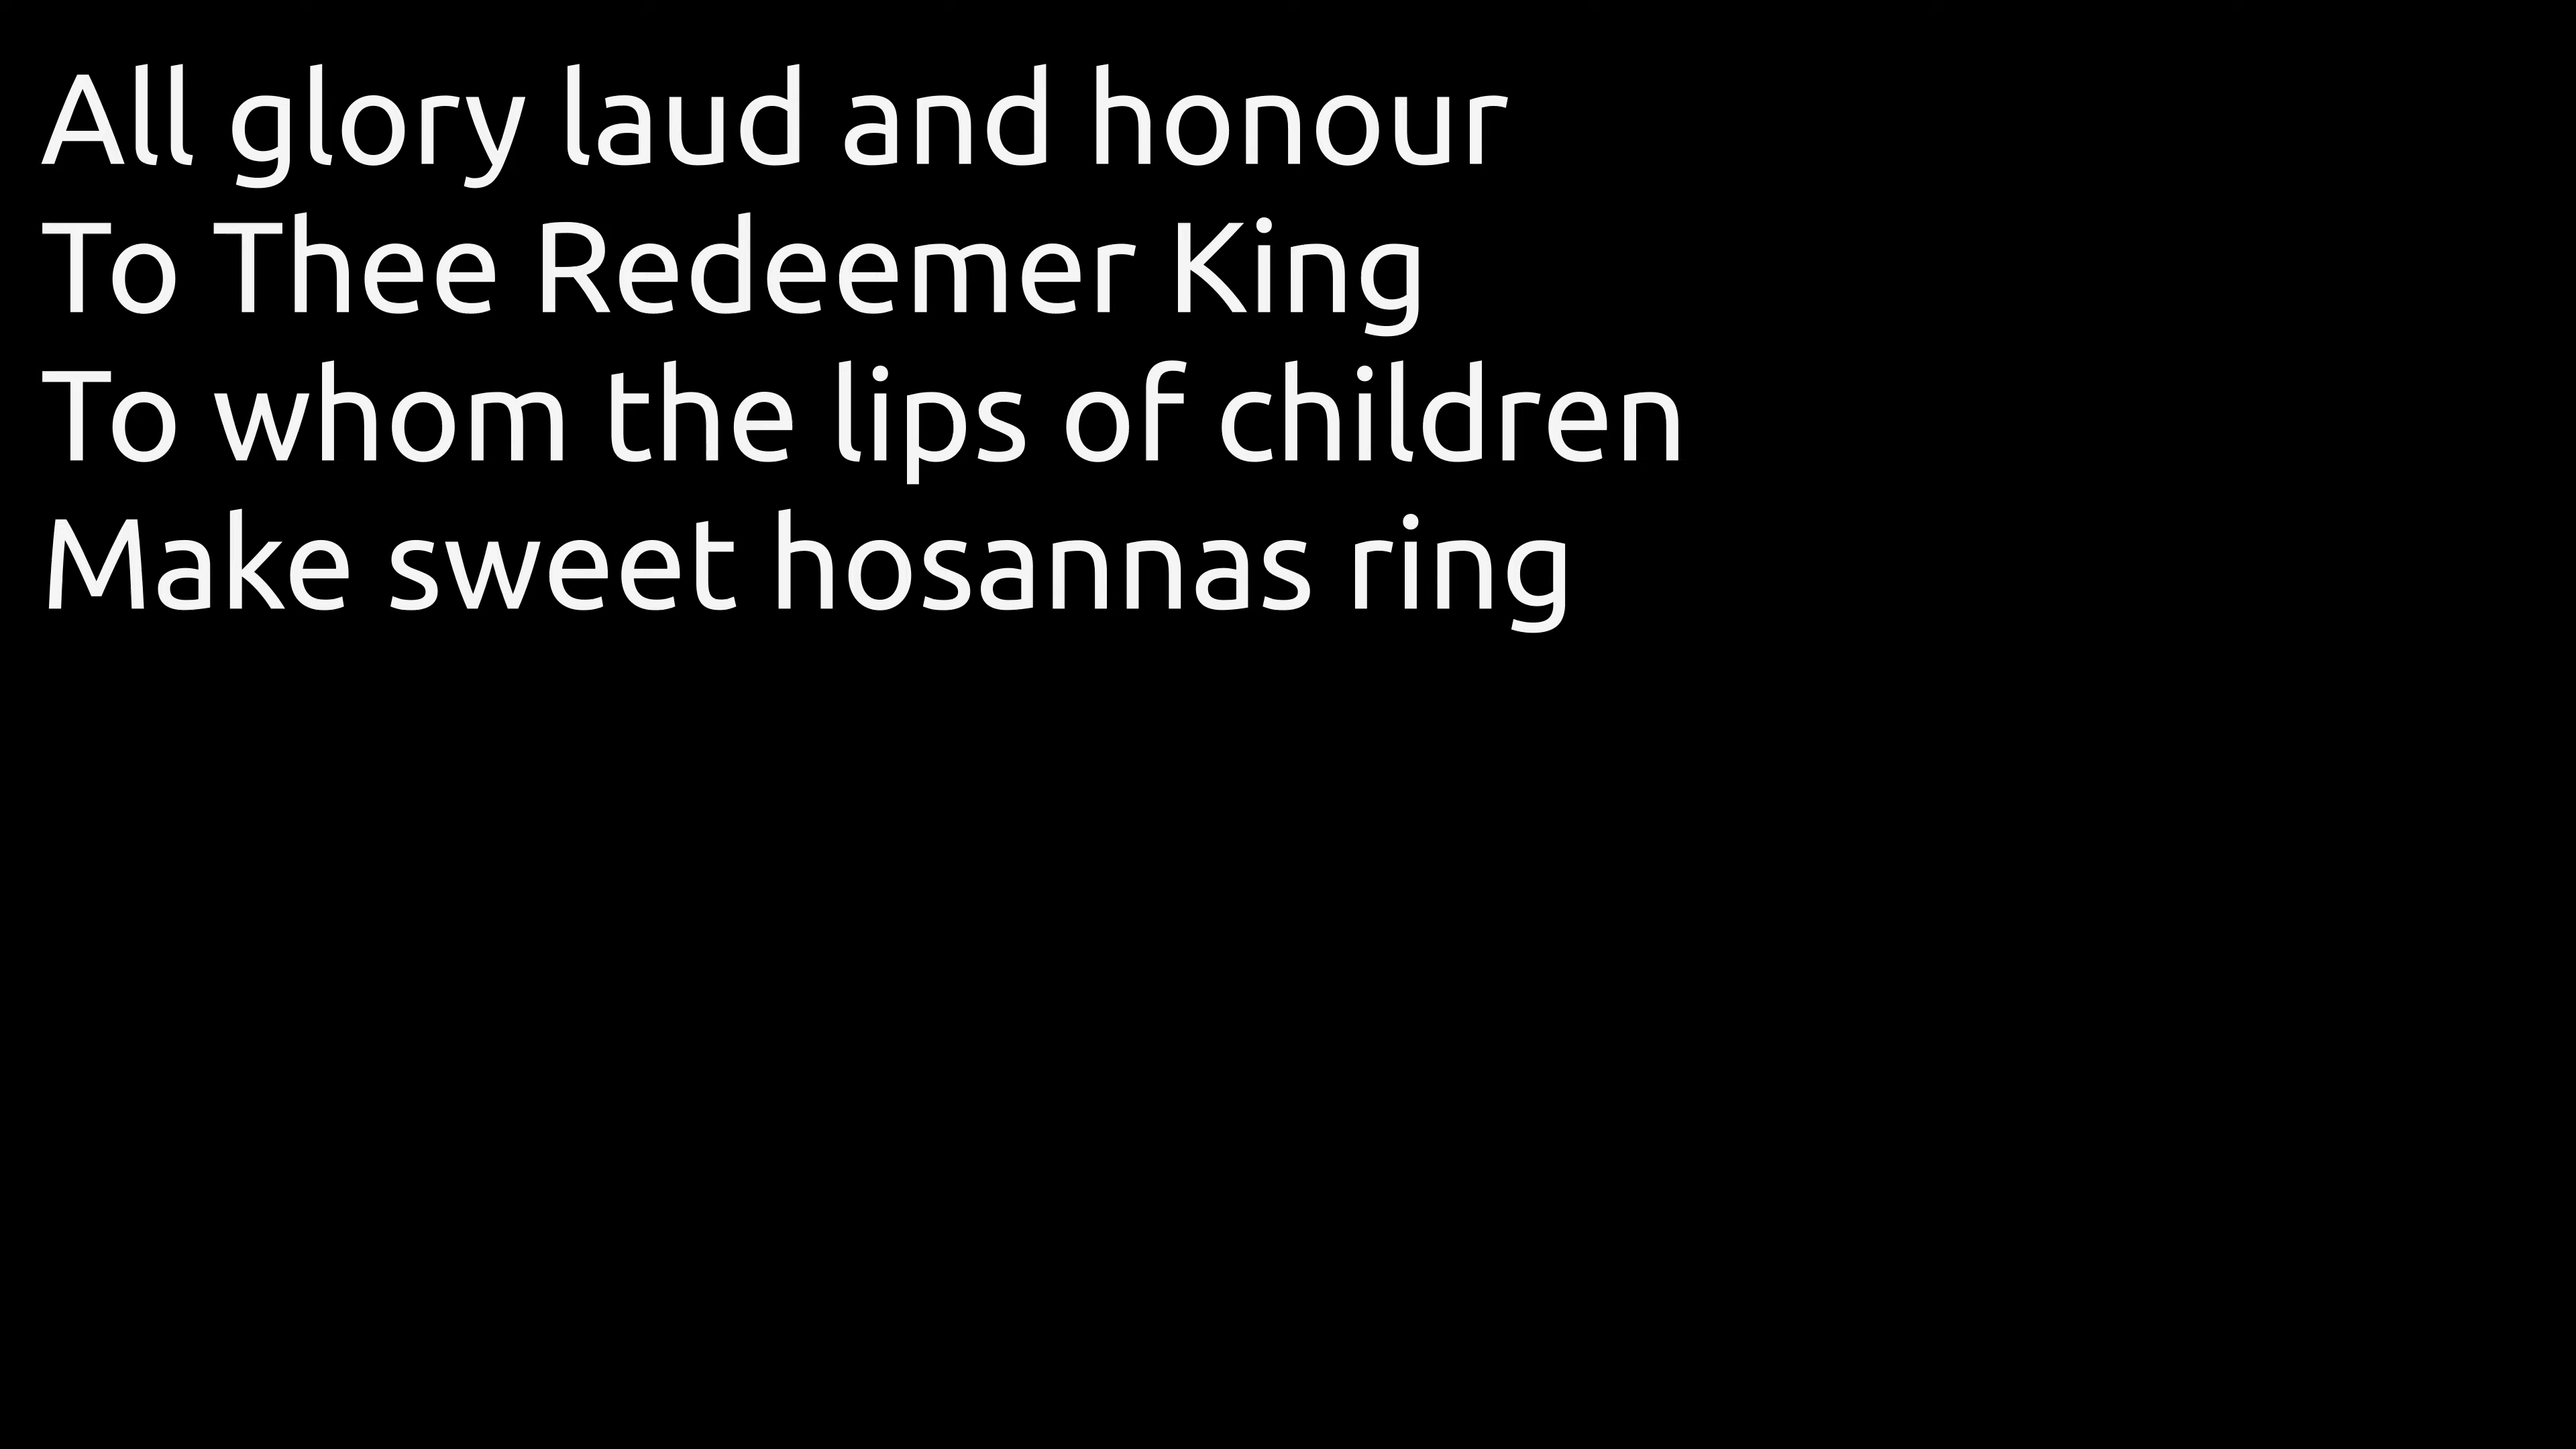 All glory laud and honour
To Thee Redeemer King
To whom the lips of children
Make sweet hosannas ring